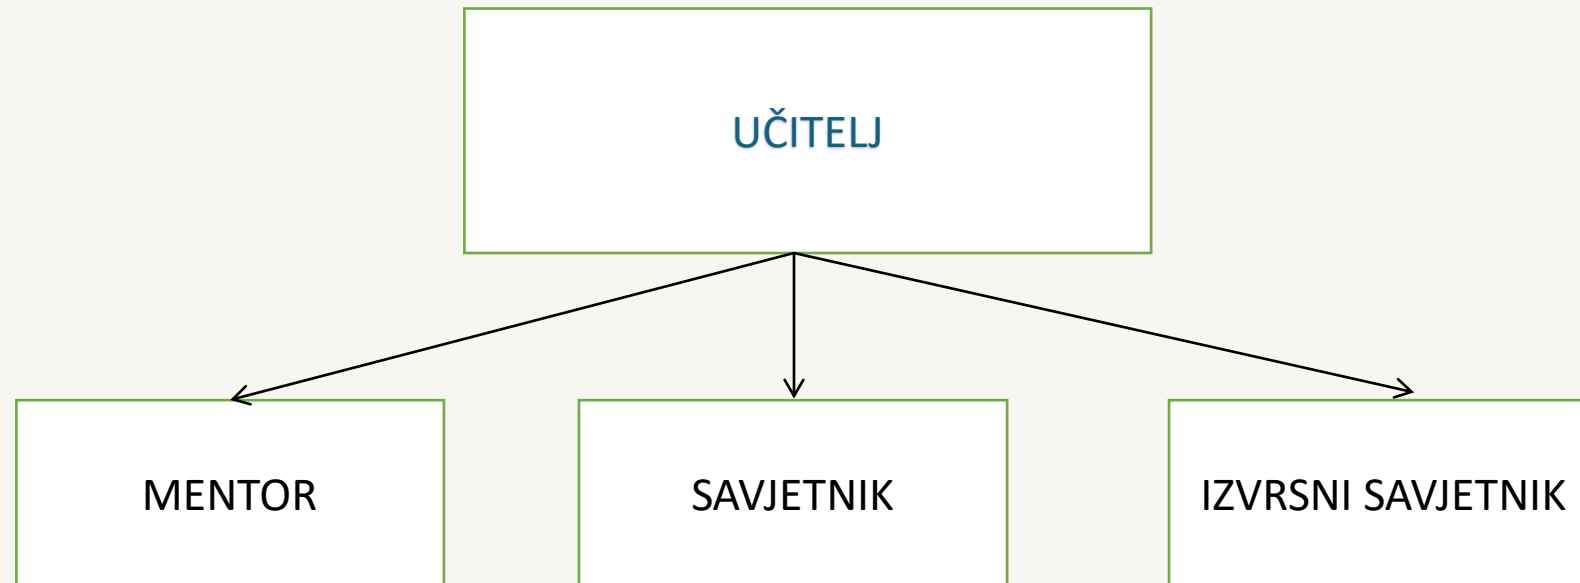 UČITELJ
MENTOR
SAVJETNIK
IZVRSNI SAVJETNIK